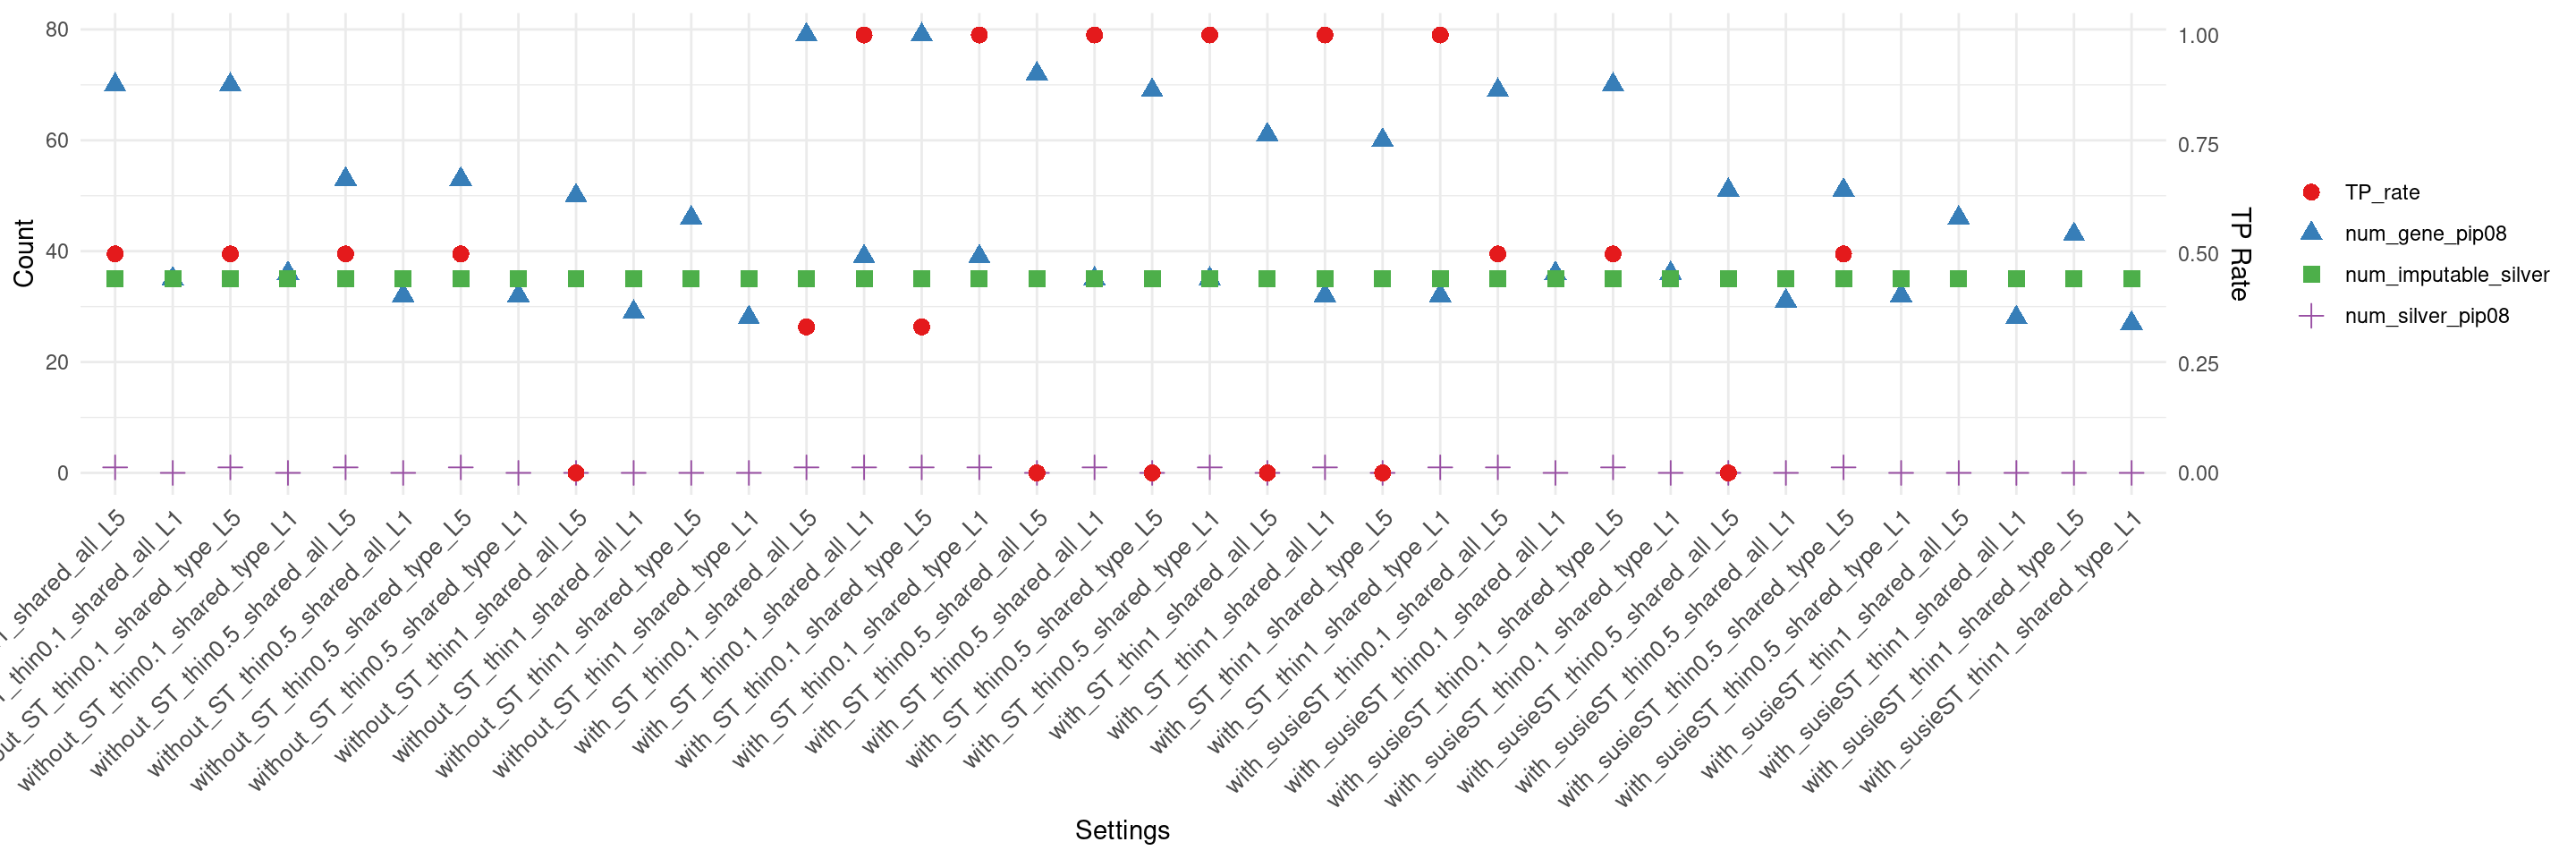 80
60
40
20
0
Count
1.00
0.75
0.50
0.25
0.00
TP Rate
TP_rate
num_gene_pip08
num_imputable_silver
num_silver_pip08
1_shared_all_L5
T_thin0.1_shared_all_L1
out_ST_thin0.1_shared_type_L5
without_ST_thin0.1_shared_type_L1
without_ST_thin0.5_shared_all_L5
without_ST_thin0.5_shared_all_L1
without_ST_thin0.5_shared_type_L5
without_ST_thin0.5_shared_type_L1
without_ST_thin1_shared_all_L5
without_ST_thin1_shared_all_L1
without_ST_thin1_shared_type_L5
without_ST_thin1_shared_type_L1
with_ST_thin0.1_shared_all_L5
with_ST_thin0.1_shared_all_L1
with_ST_thin0.1_shared_type_L5
with_ST_thin0.1_shared_type_L1
with_ST_thin0.5_shared_all_L5
with_ST_thin0.5_shared_all_L1
with_ST_thin0.5_shared_type_L5
with_ST_thin0.5_shared_type_L1
with_ST_thin1_shared_all_L5
with_ST_thin1_shared_all_L1
with_ST_thin1_shared_type_L5
with_ST_thin1_shared_type_L1
with_susieST_thin0.1_shared_all_L5
with_susieST_thin0.1_shared_all_L1
with_susieST_thin0.1_shared_type_L5
with_susieST_thin0.1_shared_type_L1
with_susieST_thin0.5_shared_all_L5
with_susieST_thin0.5_shared_all_L1
with_susieST_thin0.5_shared_type_L5
with_susieST_thin0.5_shared_type_L1
with_susieST_thin1_shared_all_L5
with_susieST_thin1_shared_all_L1
with_susieST_thin1_shared_type_L5
with_susieST_thin1_shared_type_L1
Settings